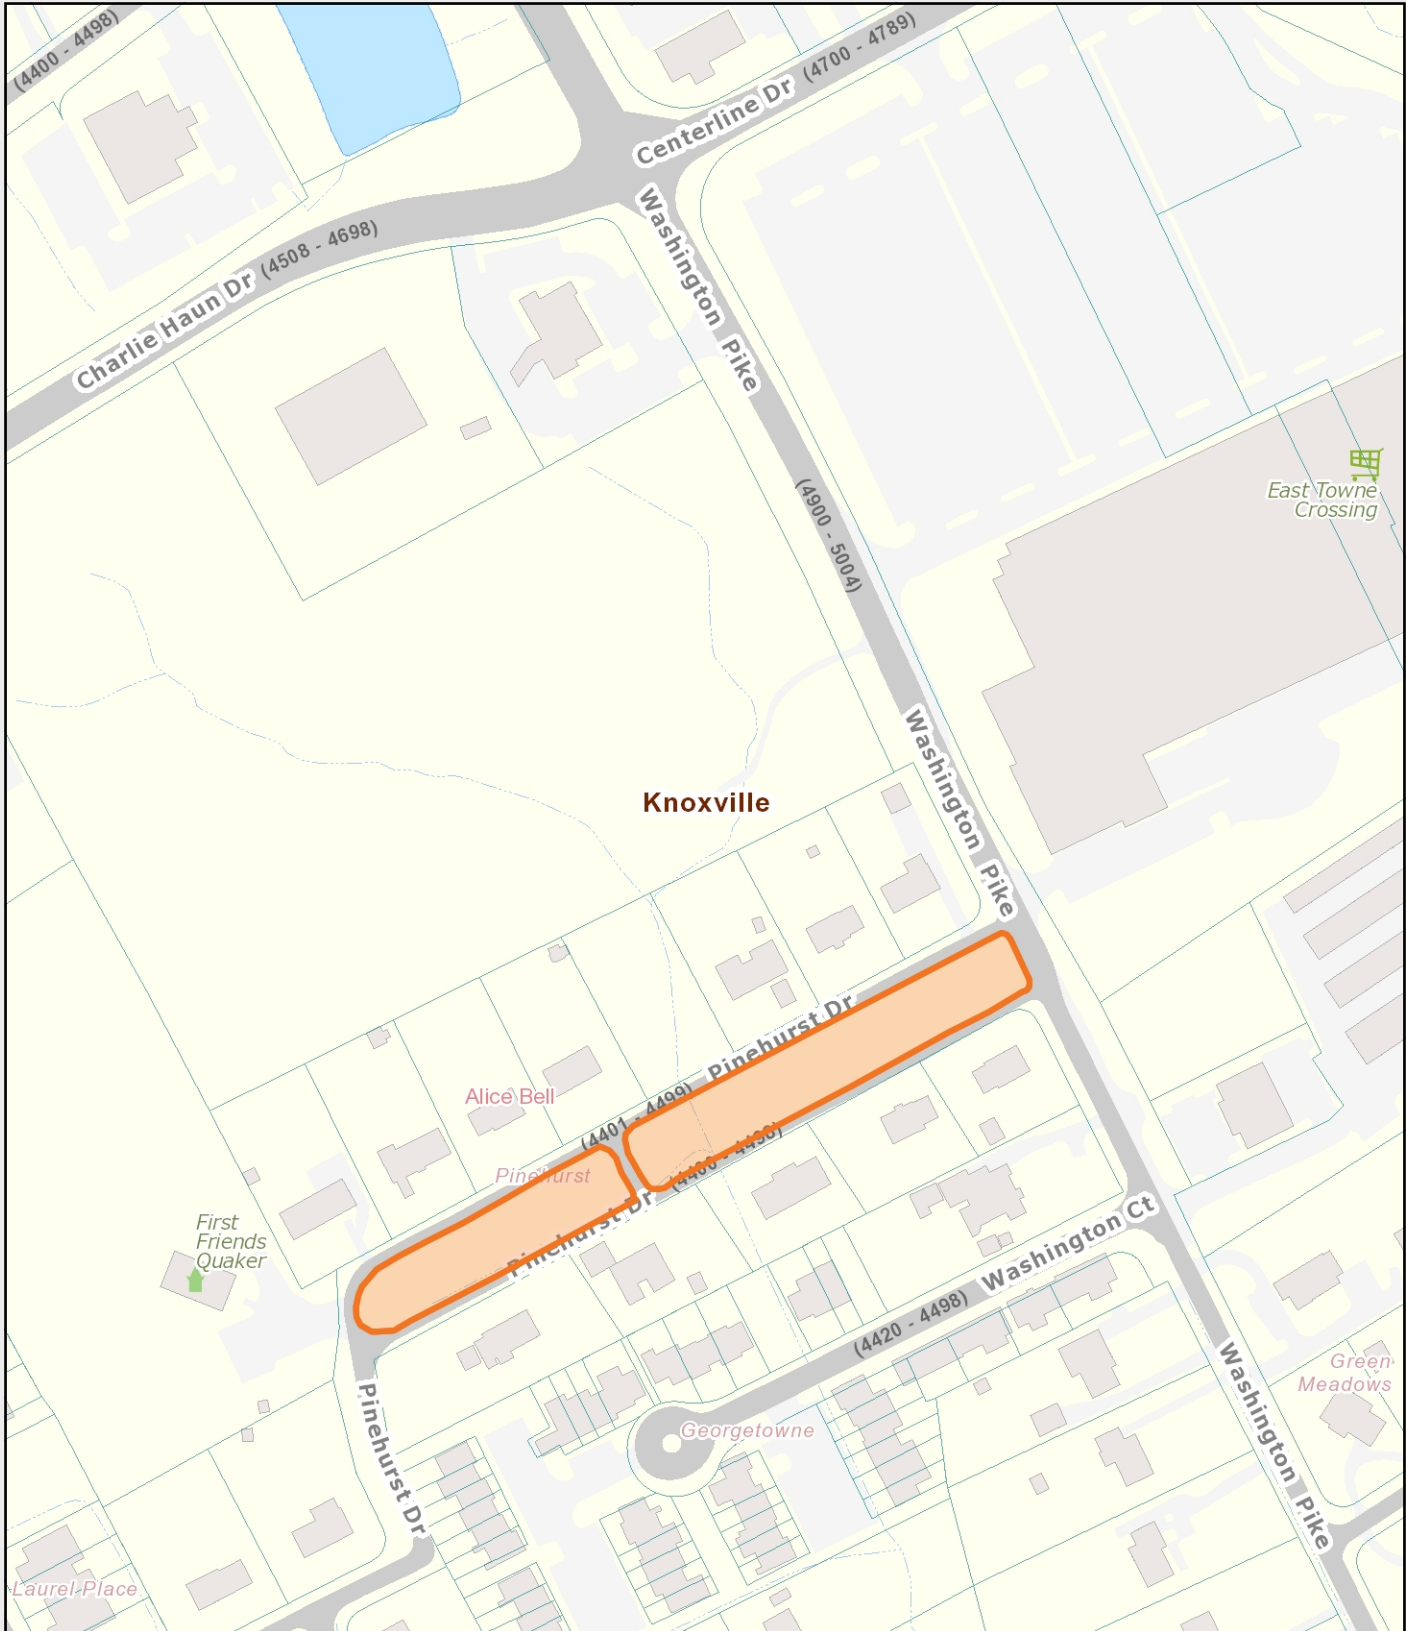 (4400 - 4498)
Centerline Dr
(4700 - 4789)
Charlie Haun Dr
(4508 - 4698)
Washington Pike
(4900 - 5004)
East Towne
Crossing
Washington Pike
Knoxville
Pinehurst Dr
Alice Bell
(4401 - 4499)
(4400 - 4498)
Pinehurst
Pinehurst Dr
First
Friends
Quaker
Washington Ct
(4420 - 4498)
Washington Pike
Green
Meadows
Georgetowne
Pinehurst Dr
Laurel Place